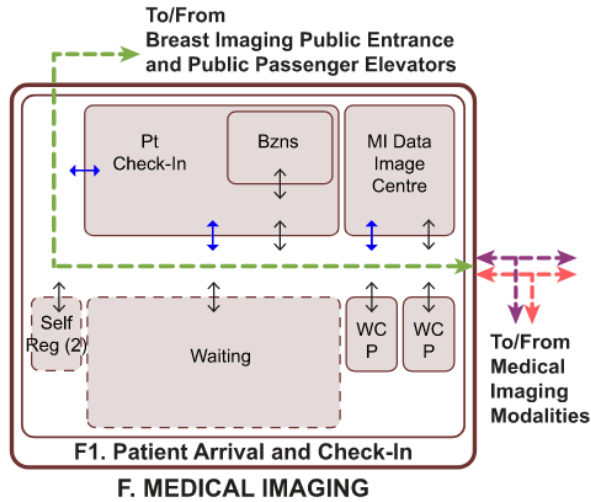 To/From
Breast Imaging Public Entrance
and Public Passenger Elevators
Pt
Check-In
Bzns
MI Data
Image
Centre
Self
Reg (2)
Waiting
WC
P
WC
P
To/From
Medical
Imaging
Modalities
F1. Patient Arrival and Check-In
F. MEDICAL IMAGING